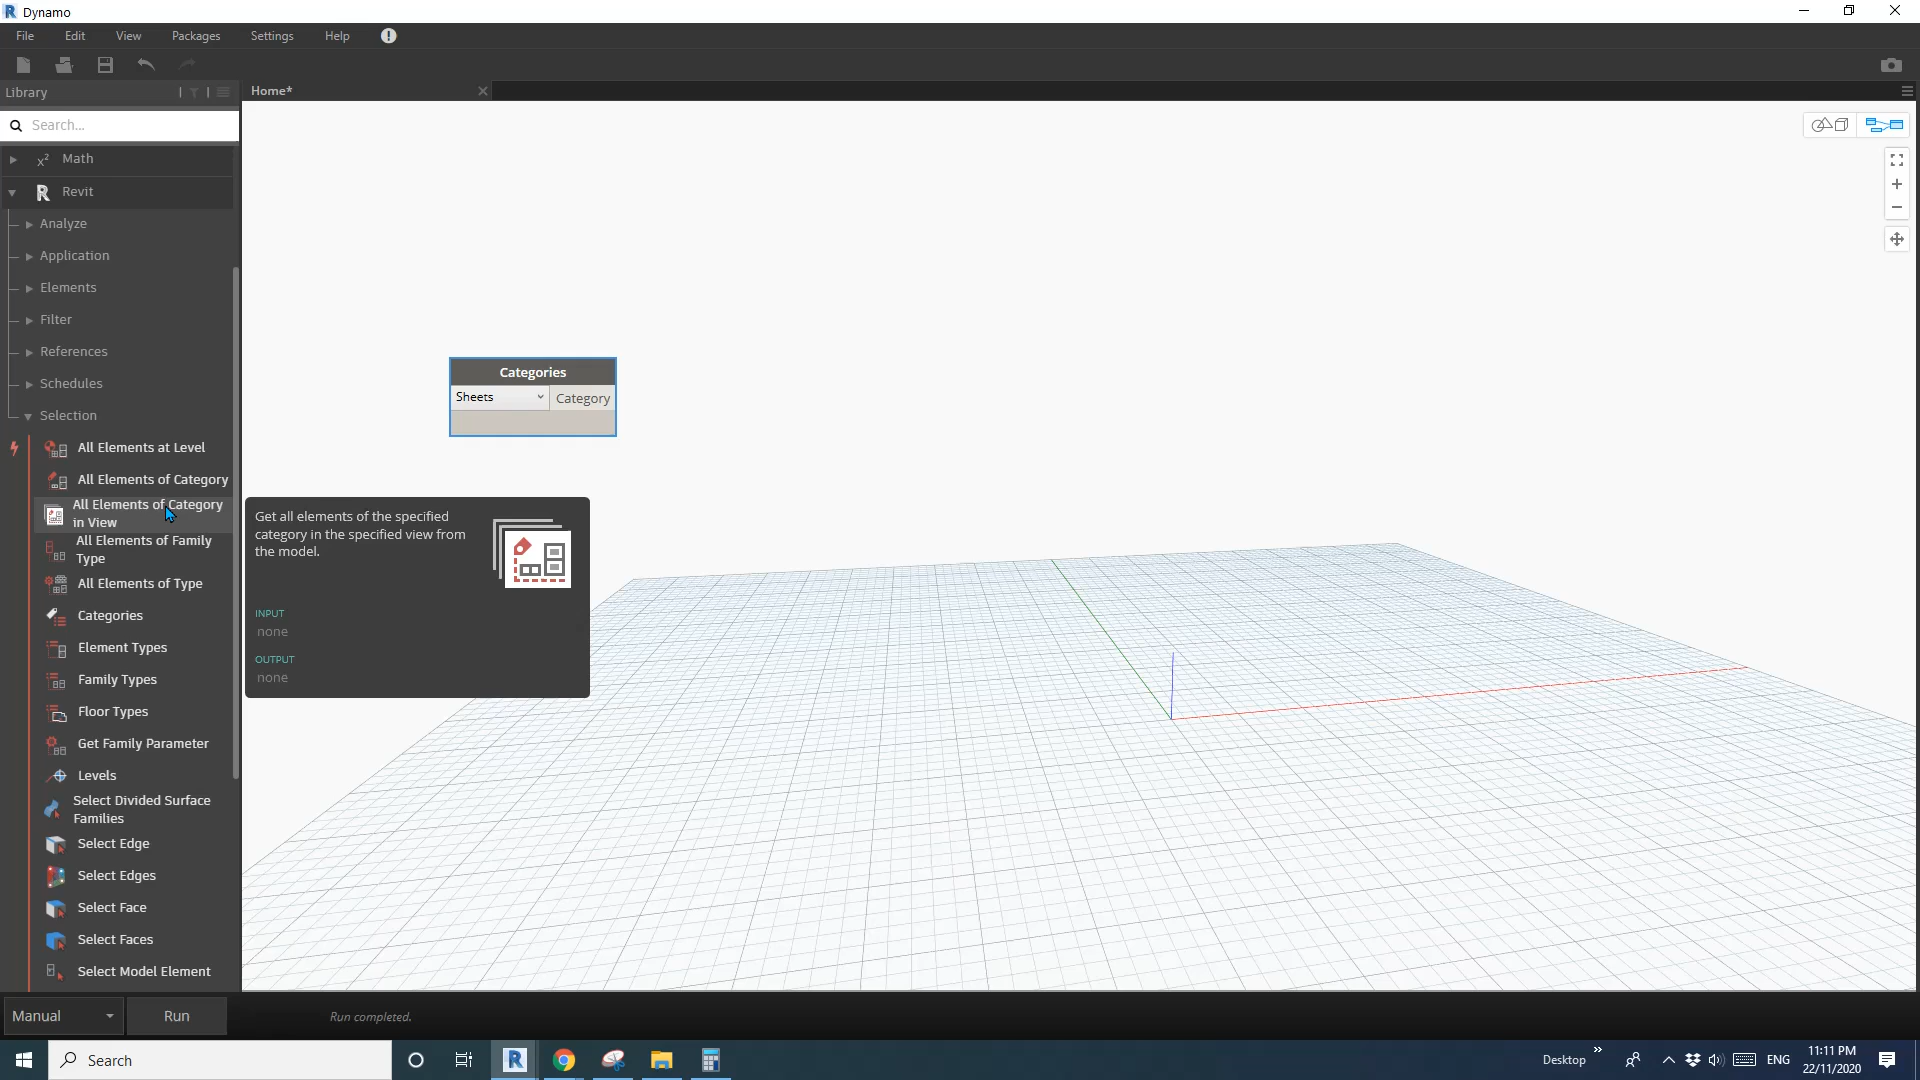 Dynamo
File Edit View Packages Settings Help
Library
Home*
Search...
Math
Revit
Analyze
Application
Elements
Filter
References
Schedules
Selection
All Elements at Level
All Elements of Category
All Elements of Category
in View
All Elements of Family
Type
All Elements of Type
Categories
Element Types
Family Types
Floor Types
Get Family Parameter
Levels
Select Divided Surface
Families
Select Edge
Select Edges
Select Face
Select Faces
Select Model Element
Categories
Sheets Category
Get all elements of the specified
category in the specified view from
the model.
INPUT
none
OUTPUT
none
Manual Run Run completed.
Search
Desktop
ENG
11:11 PM
22/11/2020